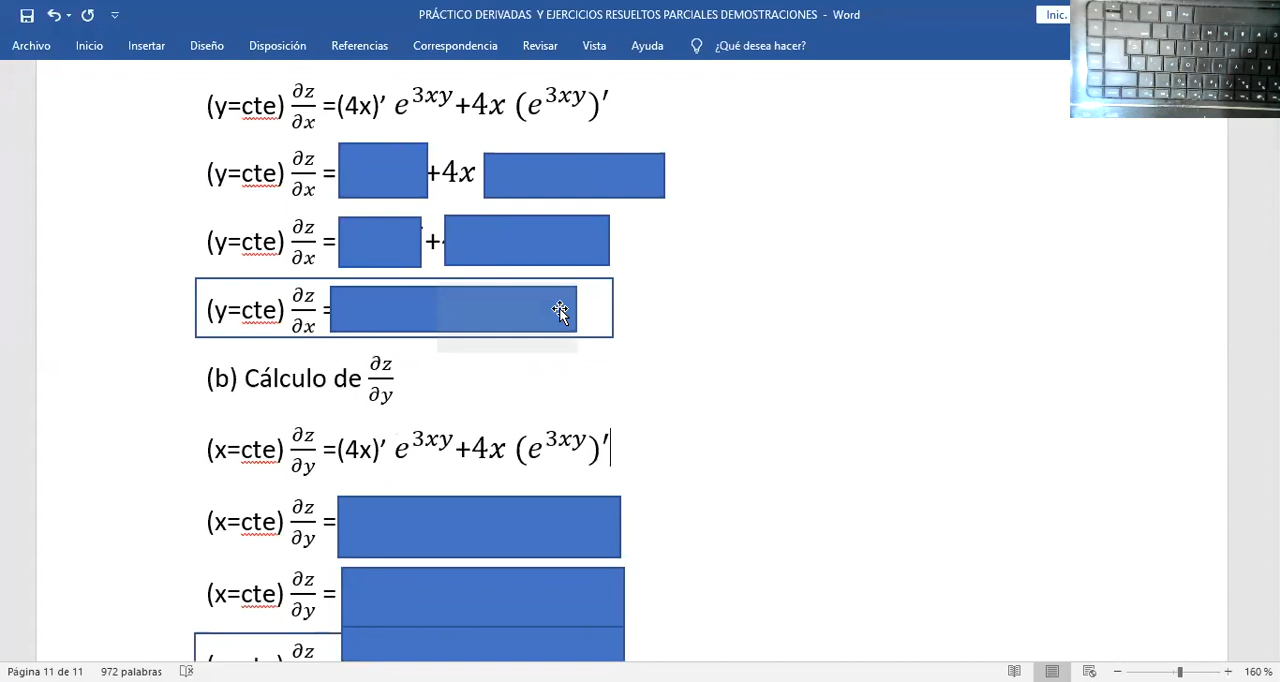 PRÁCTICO DERIVADAS Y EJERCICIOS RESUELTOS PARCIALES DEMOSTRACIONES - Word
Inic.
Archivo Inicio Insertar Diseño Disposición Referencias Correspondencia Revisar Vista Ayuda ¿Qué desea hacer?
(y=cte) ∂z/∂x =(4x)′ e^{3xy}+4x (e^{3xy})′
(y=cte) ∂z/∂x = +4x
(y=cte) ∂z/∂x = +
(y=cte) ∂z/∂x =
(b) Cálculo de ∂z/∂y
(x=cte) ∂z/∂y =(4x)′ e^{3xy}+4x (e^{3xy})′
(x=cte) ∂z/∂y =
(x=cte) ∂z/∂y =
∂z
Página 11 de 11 972 palabras 160 %